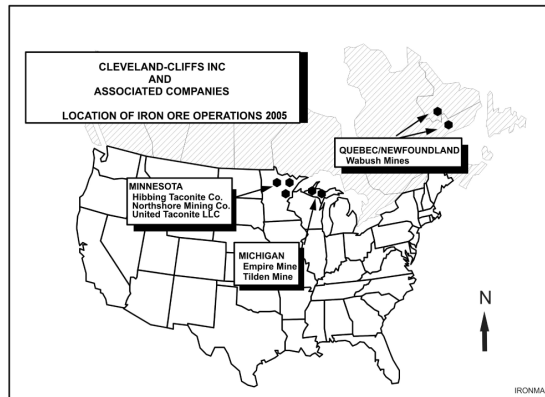 CLEVELAND-CLIFFS INC
AND
ASSOCIATED COMPANIES
LOCATION OF IRON ORE OPERATIONS 2005
QUEBEC/NEWFOUNDLAND
Wabush Mines
MINNESOTA
Hibbing Taconite Co.
Northshore Mining Co.
United Taconite LLC
MICHIGAN
Empire Mine
Tilden Mine
N
IRONMA